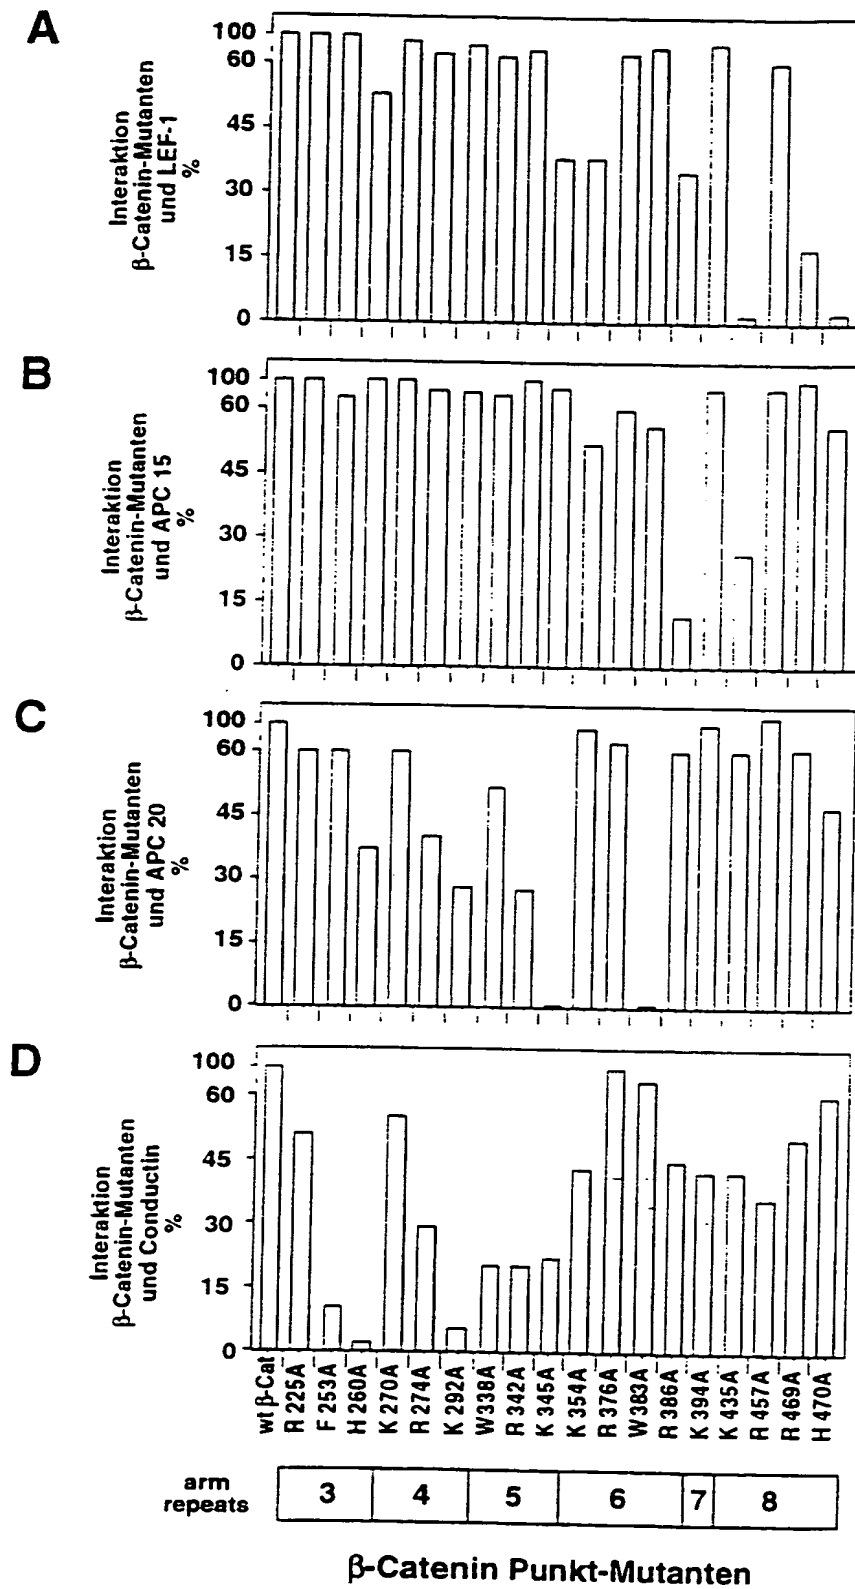 A
Interaktion
β-Catenin-Mutanten
und LEF-1
%
100
60
45
30
15
0
B
Interaktion
β-Catenin-Mutanten
und APC 15
%
100
60
45
30
15
0
C
Interaktion
β-Catenin-Mutanten
und APC 20
%
100
60
45
30
15
0
D
Interaktion
β-Catenin-Mutanten
und Conductin
%
100
60
45
30
15
0
wt β-Cat
R 225A
F 253A
H 260A
K 270A
R 274A
K 292A
W338A
R 342A
K 345A
K 354A
R 376A
W383A
R 386A
K 394A
K 435A
R 457A
R 469A
H 470A
arm
repeats
3 4 5 6 7 8
β-Catenin Punkt-Mutanten